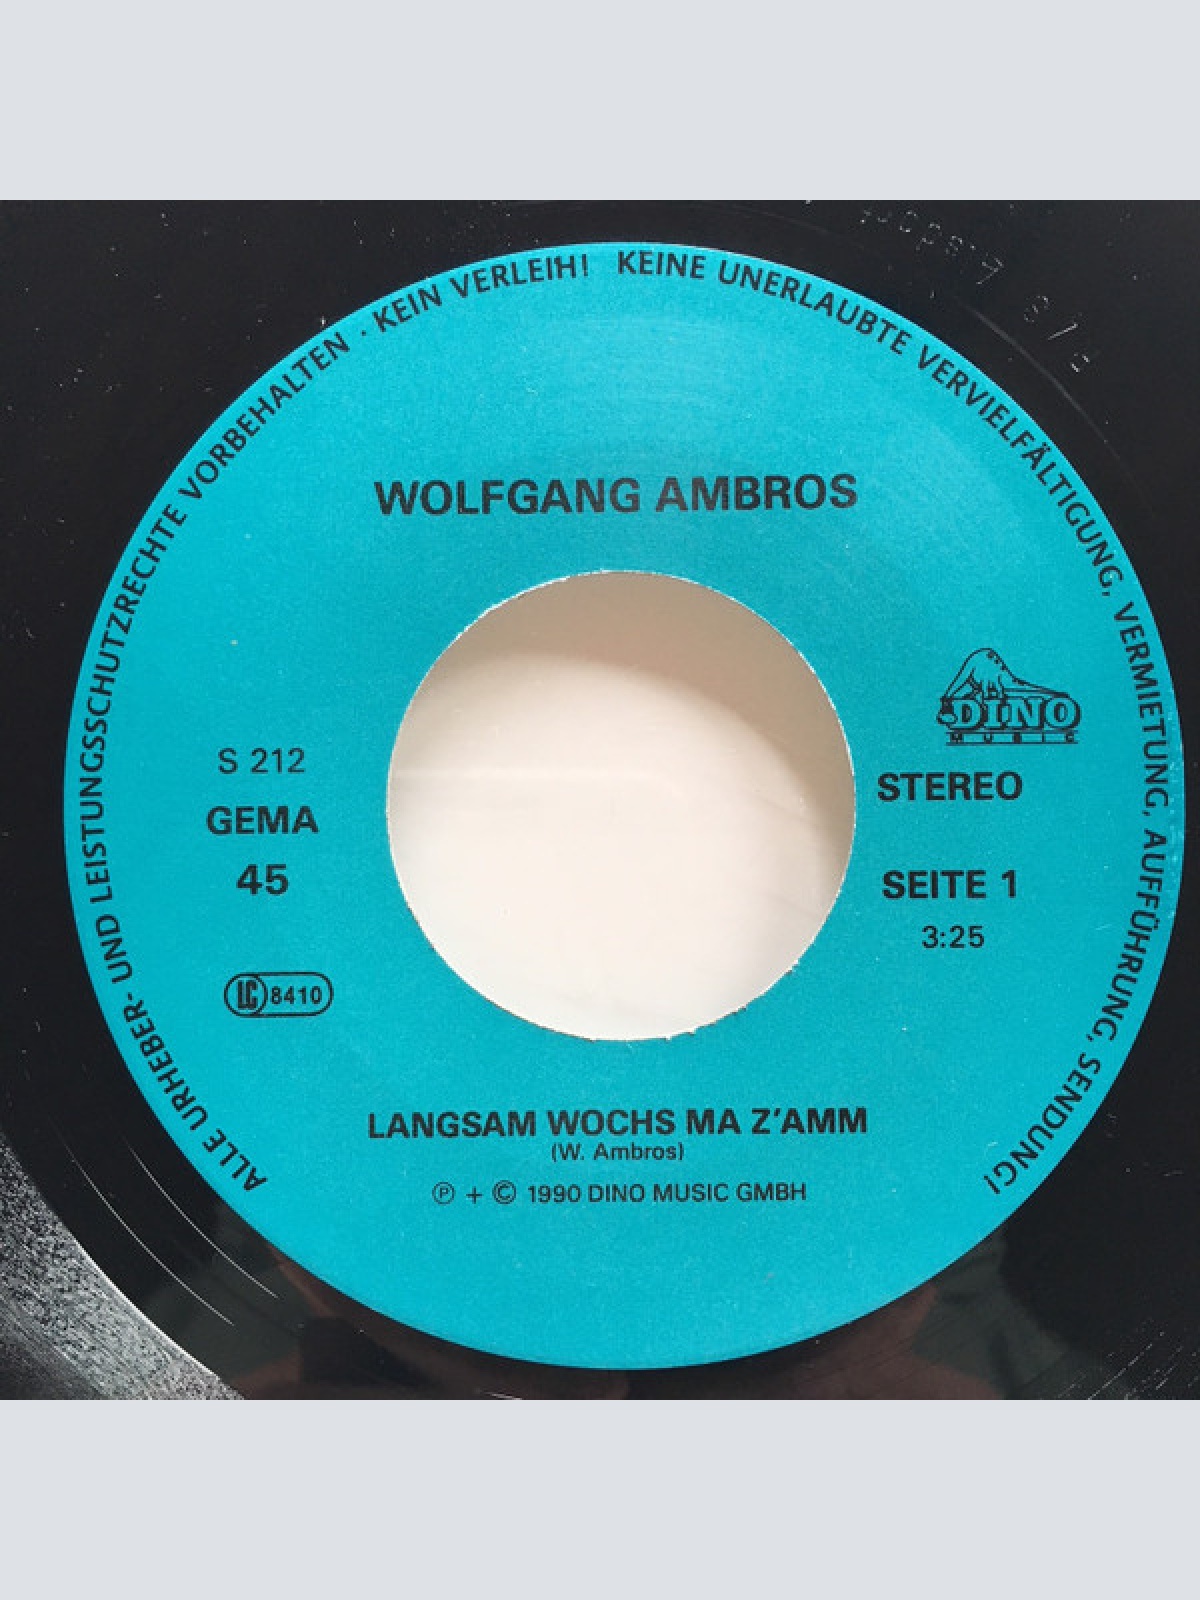 ALLE URHEBER- UND LEISTUNGSSCHUTZRECHTE VORBEHALTEN · KEIN VERLEIH! KEINE UNERLAUBTE VERVIELFÄLTIGUNG, VERMIETUNG, AUFFÜHRUNG, SENDUNG!
WOLFGANG AMBROS
DINO
MUSIC
S 212
GEMA
45
LC 8410
STEREO
SEITE 1
3:25
LANGSAM WOCHS MA Z'AMM
(W. Ambros)
℗ + © 1990 DINO MUSIC GMBH